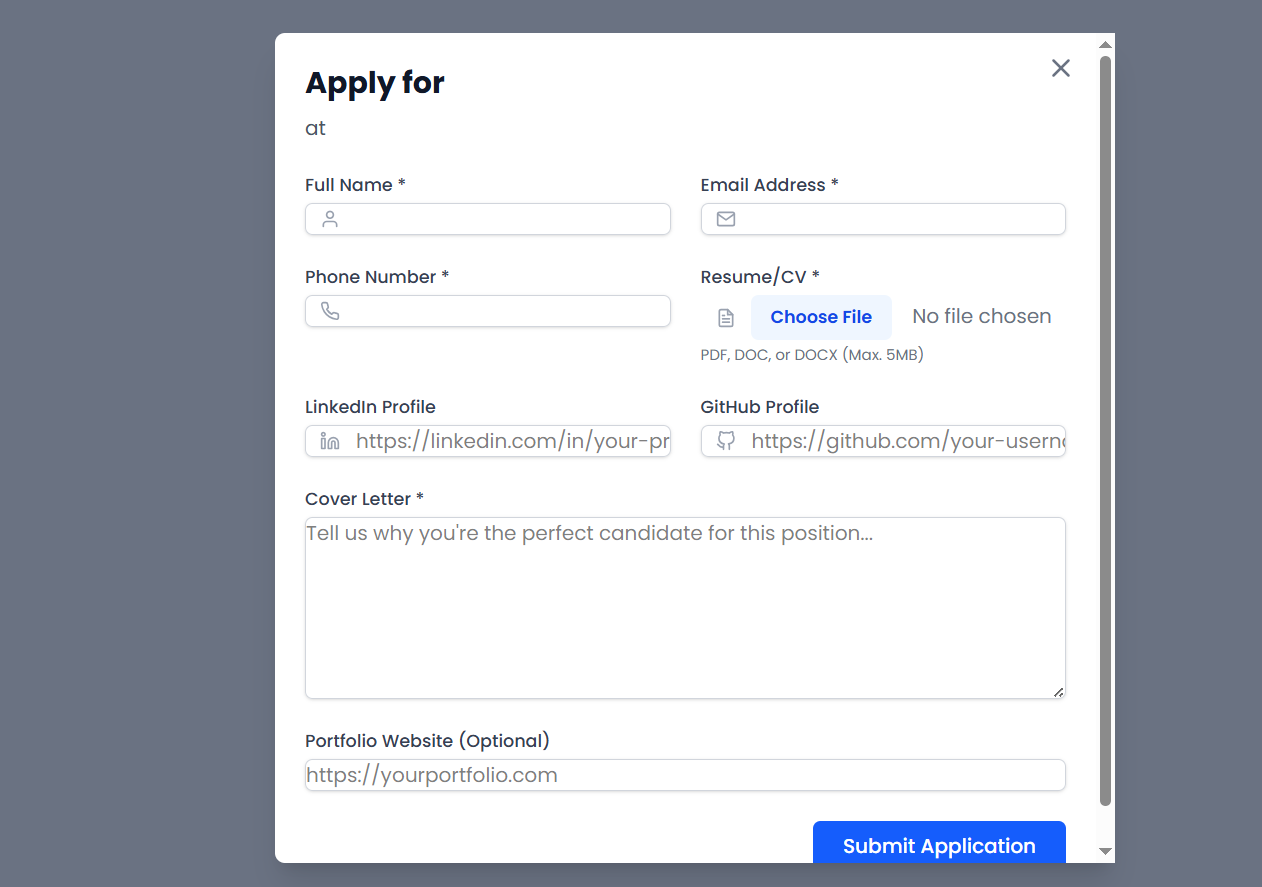 Apply for
at
Full Name *
Email Address *
Phone Number *
Resume/CV *
Choose File
No file chosen
PDF, DOC, or DOCX (Max. 5MB)
LinkedIn Profile
GitHub Profile
https://linkedin.com/in/your-pr
https://github.com/your-userna
Cover Letter *
Tell us why you're the perfect candidate for this position...
Portfolio Website (Optional)
https://yourportfolio.com
Submit Application